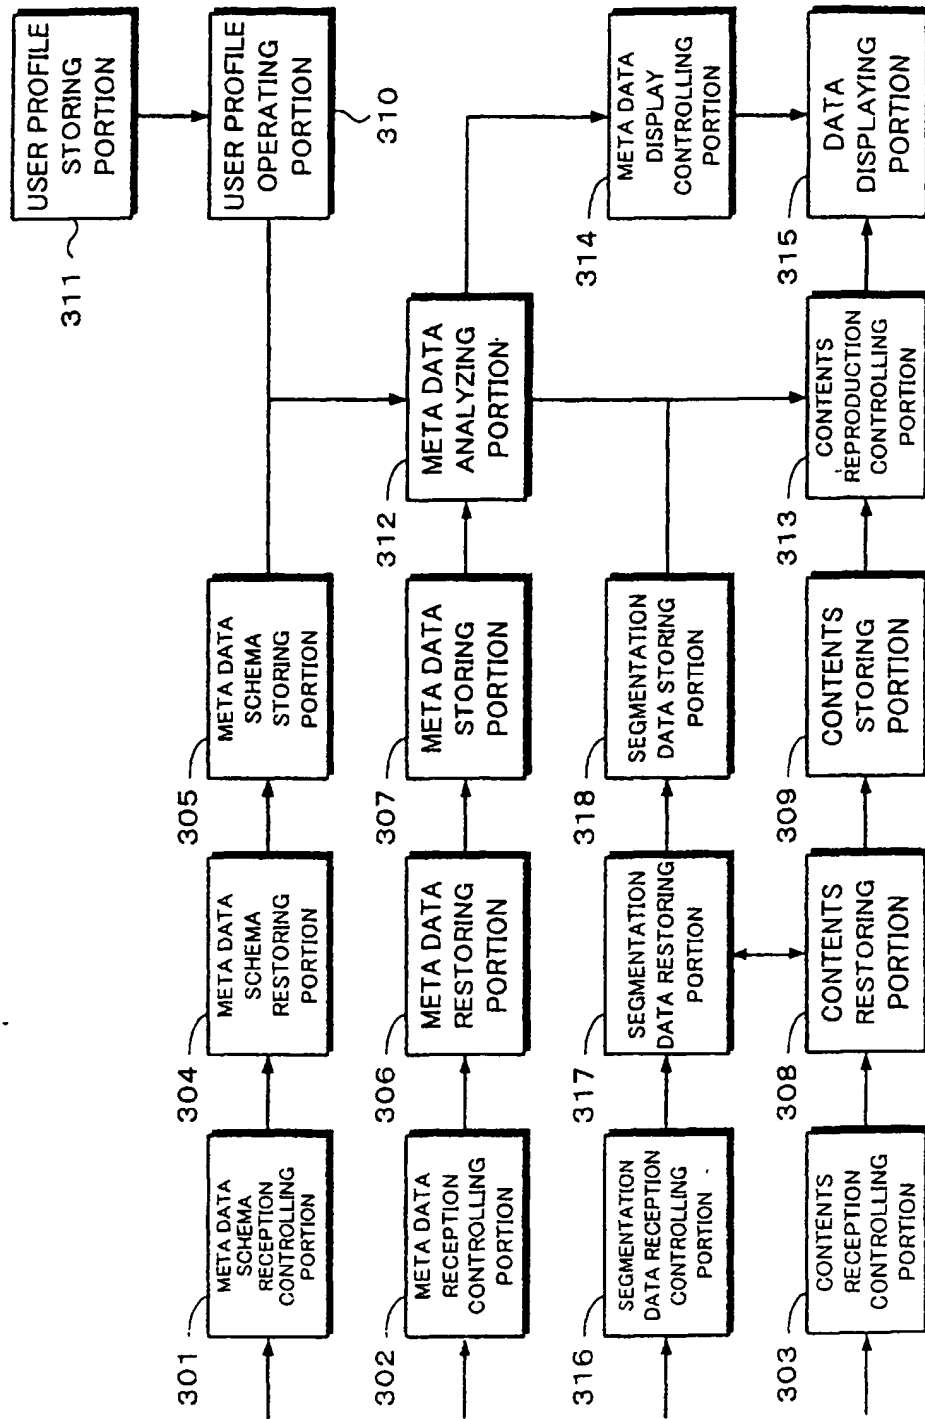 301
META DATA
SCHEMA
RECEPTION
CONTROLLING
PORTION
304
META DATA
SCHEMA
RESTORING
PORTION
305
META DATA
SCHEMA
STORING
PORTION
311
USER PROFILE
STORING
PORTION
USER PROFILE
OPERATING
PORTION
310
302
META DATA
RECEPTION
CONTROLLING
PORTION
306
META DATA
RESTORING
PORTION
307
META DATA
STORING
PORTION
312
META DATA
ANALYZING
PORTION
314
META DATA
DISPLAY
CONTROLLING
PORTION
316
SEGMENTATION
DATA RECEPTION
CONTROLLING
PORTION
317
SEGMENTATION
DATA RESTORING
PORTION
318
SEGMENTATION
DATA STORING
PORTION
303
CONTENTS
RECEPTION
CONTROLLING
PORTION
308
CONTENTS
RESTORING
PORTION
309
CONTENTS
STORING
PORTION
313
CONTENTS
REPRODUCTION
CONTROLLING
PORTION
315
DATA
DISPLAYING
PORTION